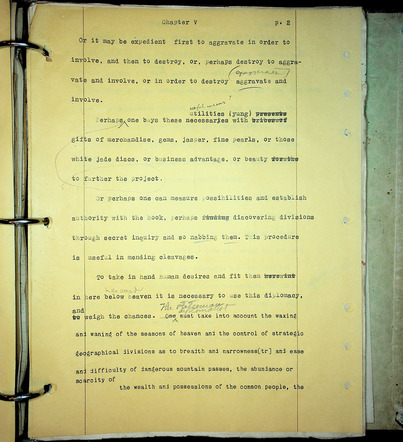 Chapter V p. 2
Or it may be expedient first to aggravate in order to
involve, and then to destroy, or, perhaps destroy to aggra-
vate and involve, or in order to destroy aggravate and
involve.
utilities (yung) presents
Perhaps one buys these necessaries with
gifts of merchandise, gems, jasper, fine pearls, or those
white jade discs, or business advantage, or beauty for the
to further the project.
Or perhaps one can measure possibilities and establish
authority with the hook, perhaps finding discovering divisions
through secret inquiry and so nabbing them. This procedure
is useful in mending cleavages.
To take in hand human desires and fit them
in here below heaven it is necessary to use this diplomacy,
and
to weigh the chances. One must take into account the waxing
and waning of the seasons of heaven and the control of strategic
geographical divisions as to breadth and narrowness[tr] and ease
and difficulty of dangerous mountain passes, the abundance or
scarcity of
the wealth and possessions of the common people, the